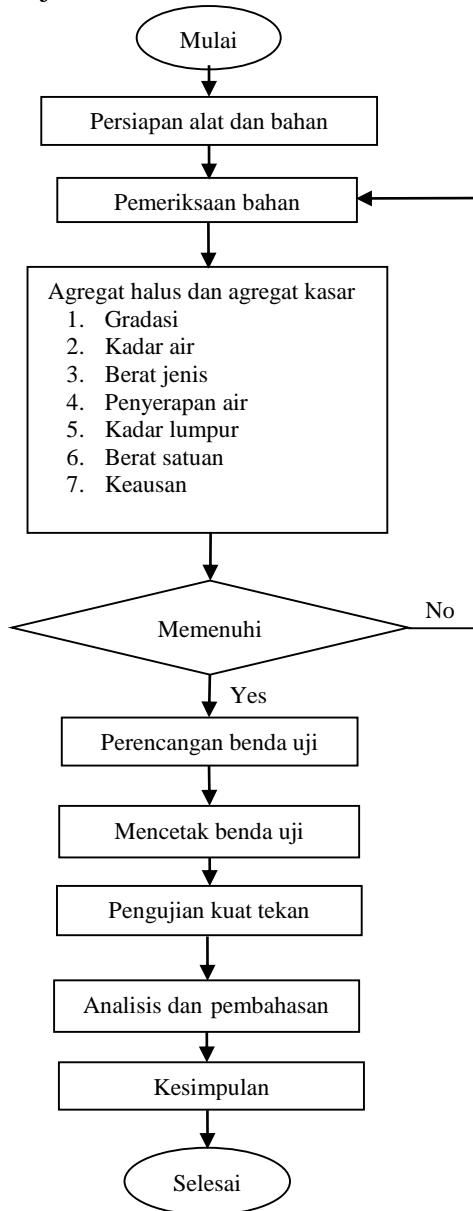 Mulai
Persiapan alat dan bahan
Pemeriksaan bahan
Agregat halus dan agregat kasar
1. Gradasi
2. Kadar air
3. Berat jenis
4. Penyerapan air
5. Kadar lumpur
6. Berat satuan
7. Keausan
Memenuhi
No
Yes
Perencangan benda uji
Mencetak benda uji
Pengujian kuat tekan
Analisis dan pembahasan
Kesimpulan
Selesai